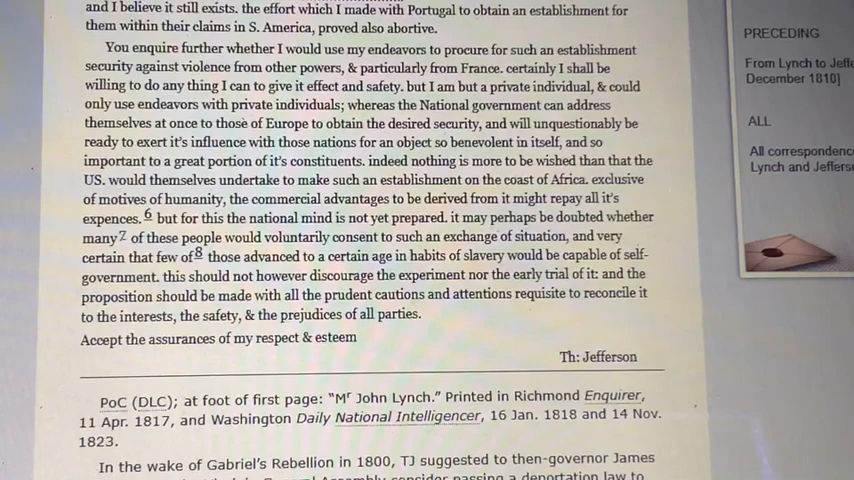 and I believe it still exists. the effort which I made with Portugal to obtain an establishment for
them within their claims in S. America, proved also abortive.
You enquire further whether I would use my endeavors to procure for such an establishment
security against violence from other powers, & particularly from France. certainly I shall be
willing to do any thing I can to give it effect and safety. but I am but a private individual, & could
only use endeavors with private individuals; whereas the National government can address
themselves at once to those of Europe to obtain the desired security, and will unquestionably be
ready to exert it's influence with those nations for an object so benevolent in itself, and so
important to a great portion of it's constituents. indeed nothing is more to be wished than that the
US. would themselves undertake to make such an establishment on the coast of Africa. exclusive
of motives of humanity, the commercial advantages to be derived from it might repay all it's
expences.6 but for this the national mind is not yet prepared. it may perhaps be doubted whether
many7 of these people would voluntarily consent to such an exchange of situation, and very
certain that few of8 those advanced to a certain age in habits of slavery would be capable of self-
government. this should not however discourage the experiment nor the early trial of it: and the
proposition should be made with all the prudent cautions and attentions requisite to reconcile it
to the interests, the safety, & the prejudices of all parties.
Accept the assurances of my respect & esteem
Th: Jefferson
PoC (DLC); at foot of first page: “Mr John Lynch.” Printed in Richmond Enquirer,
11 Apr. 1817, and Washington Daily National Intelligencer, 16 Jan. 1818 and 14 Nov.
1823.
In the wake of Gabriel’s Rebellion in 1800, TJ suggested to then-governor James
General Assembly consider passing a deportation law to
PRECEDING
From Lynch to Jeffe
December 1810]
ALL
All correspondenc
Lynch and Jeffers